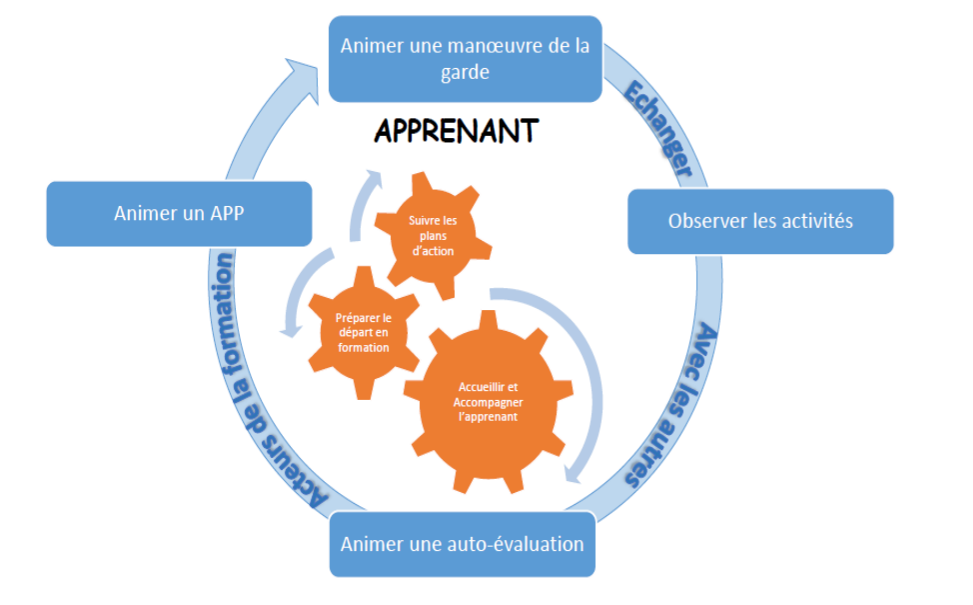 Animer une manœuvre de la
garde
Echanger
APPRENANT
Animer un APP
Observer les activités
Suivre les
plans
d'action
Préparer le
départ en
formation
Accueillir et
Accompagner
l'apprenant
Avec les autres
Acteurs de la formation
Animer une auto-évaluation